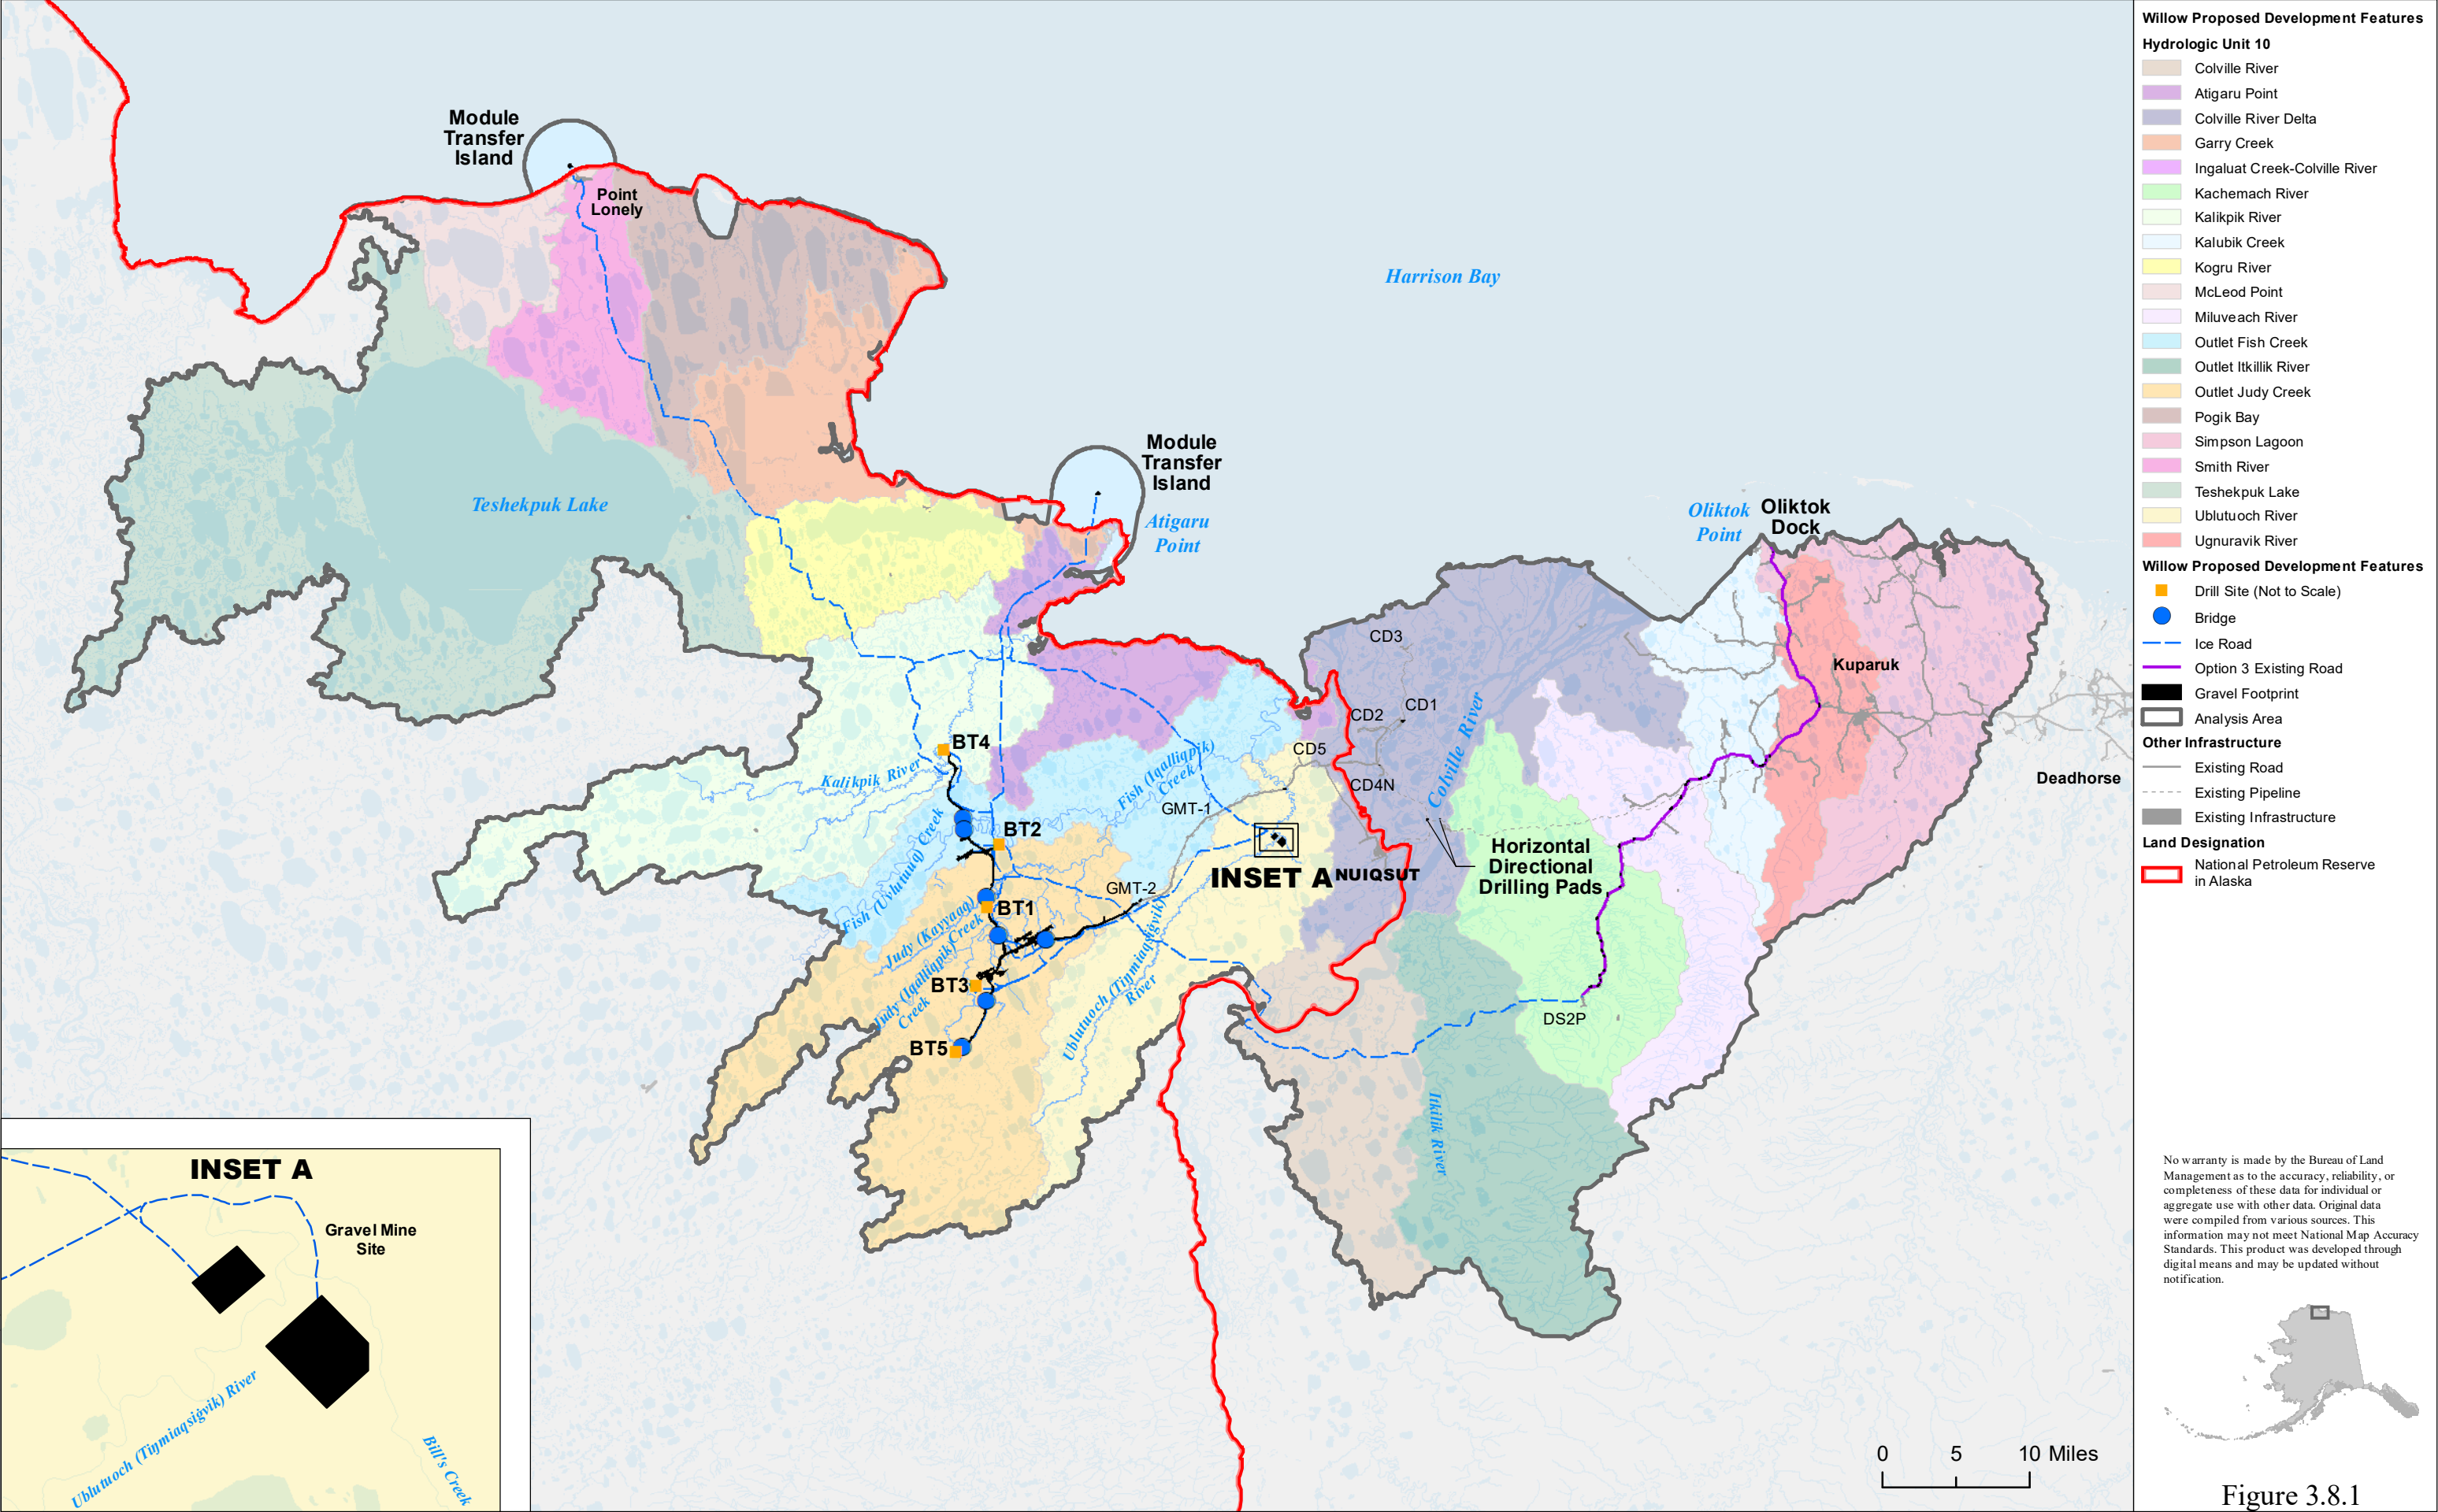 Module
Transfer
Island
Point
Lonely
Harrison Bay
Teshekpuk Lake
Module
Transfer
Island
Atigaru
Point
Oliktok
Point
Oliktok
Dock
CD3
CD1
CD2
CD5
CD4N
Colville River
Kuparuk
Deadhorse
BT4
Kalikpik River
Fish (Iqalliqpik)
Creek
GMT-1
BT2
Fish (Uvlutuuq) Creek
INSET A
NUIQSUT
Horizontal
Directional
Drilling Pads
GMT-2
BT1
Judy (Kayyaaq)
Creek
BT3
Judy (Iqalliqpik)
Creek
Ublutuoch (Tiŋmiaqsiġvik)
River
BT5
DS2P
Itkilik River
INSET A
Gravel Mine
Site
Ublutuoch (Tiŋmiaqsiġvik) River
Bill's Creek
0 5 10 Miles
Willow Proposed Development Features
Hydrologic Unit 10
Colville River
Atigaru Point
Colville River Delta
Garry Creek
Ingaluat Creek-Colville River
Kachemach River
Kalikpik River
Kalubik Creek
Kogru River
McLeod Point
Miluveach River
Outlet Fish Creek
Outlet Itkillik River
Outlet Judy Creek
Pogik Bay
Simpson Lagoon
Smith River
Teshekpuk Lake
Ublutuoch River
Ugnuravik River
Willow Proposed Development Features
Drill Site (Not to Scale)
Bridge
Ice Road
Option 3 Existing Road
Gravel Footprint
Analysis Area
Other Infrastructure
Existing Road
Existing Pipeline
Existing Infrastructure
Land Designation
National Petroleum Reserve
in Alaska
No warranty is made by the Bureau of Land
Management as to the accuracy, reliability, or
completeness of these data for individual or
aggregate use with other data. Original data
were compiled from various sources. This
information may not meet National Map Accuracy
Standards. This product was developed through
digital means and may be updated without
notification.
Figure 3.8.1